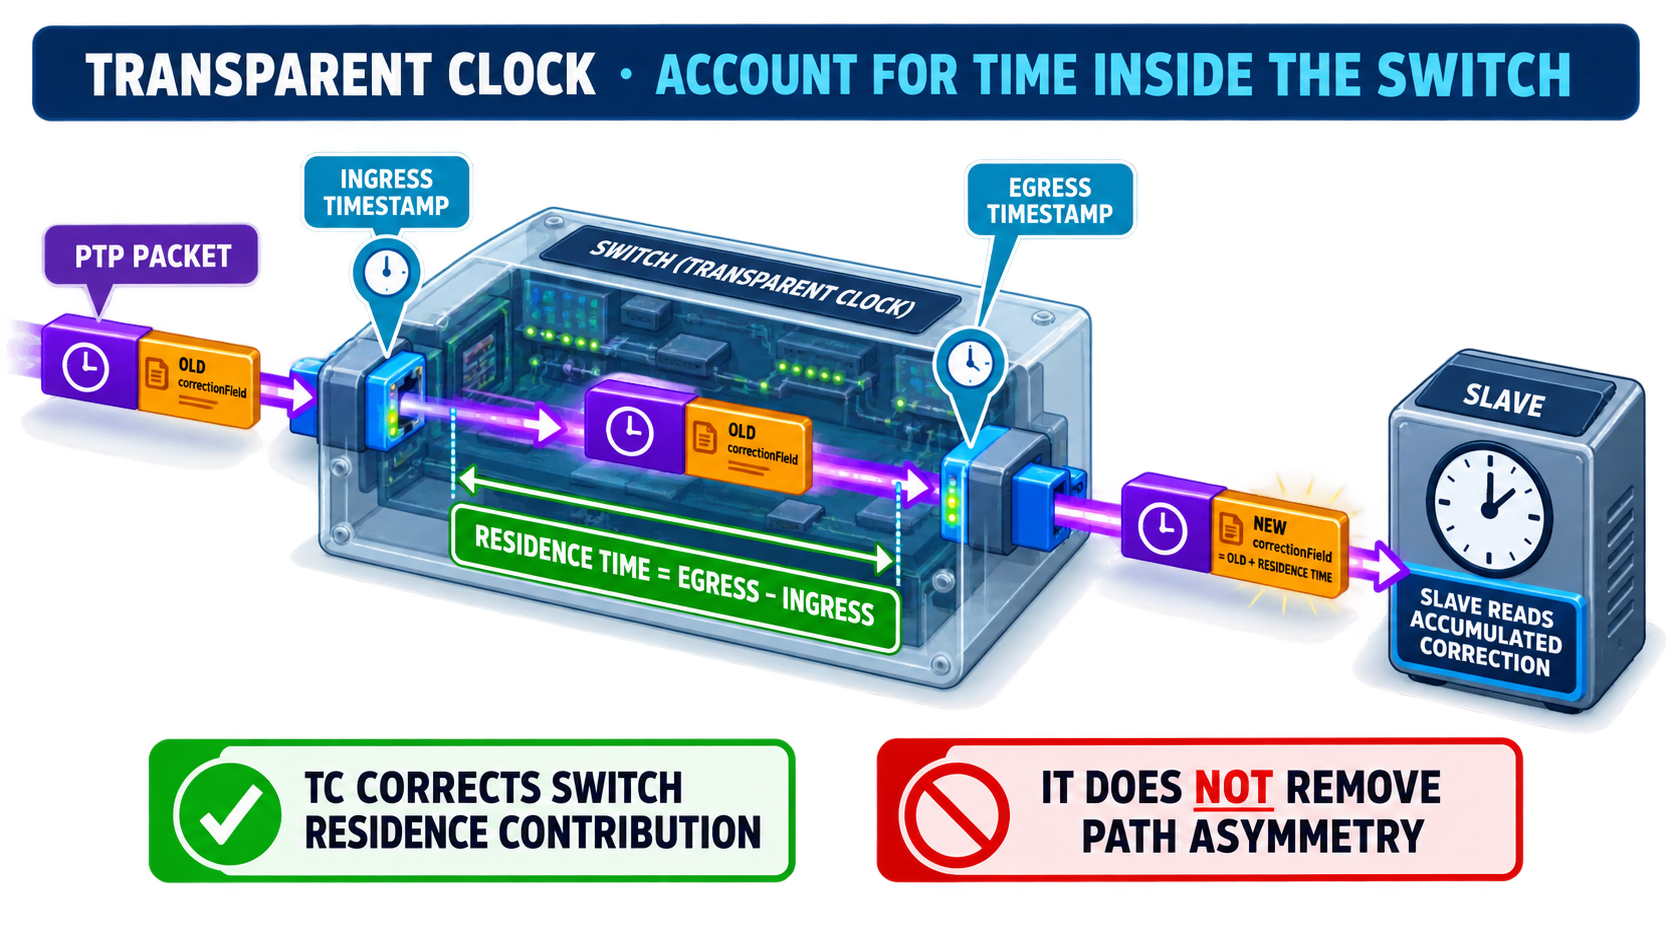 TRANSPARENT CLOCK • ACCOUNT FOR TIME INSIDE THE SWITCH
INGRESS
TIMESTAMP
EGRESS
TIMESTAMP
PTP PACKET
SWITCH (TRANSPARENT CLOCK)
OLD
correctionField
OLD
correctionField
RESIDENCE TIME = EGRESS – INGRESS
NEW
correctionField
= OLD + RESIDENCE TIME
SLAVE
SLAVE READS
ACCUMULATED
CORRECTION
TC CORRECTS SWITCH
RESIDENCE CONTRIBUTION
IT DOES NOT REMOVE
PATH ASYMMETRY